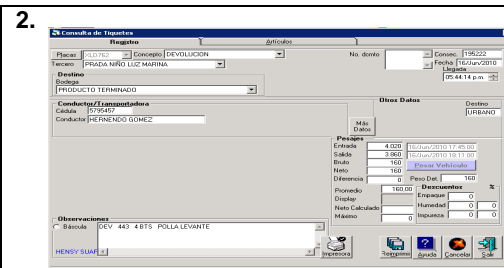 2.
Consulta de Tiquetes
Registro Artículos
Placas XLD762 Concepto DEVOLUCION No. domto Consec. 195222
Tercero PRADA NIÑO LUZ MARINA Fecha 16/Jun/2010
Llegada
05:44:14 p.m.
Destino
Bodega
PRODUCTO TERMINADO
Conductor/Transportadora
Cédula 5795457
Conductor HERNENDO GOMEZ
Otros Datos
Destino
URBANO
Más Datos
Pesajes
Entrada 4.020 16/Jun/2010 17:45:00
Salida 3.860 16/Jun/2010 18:11:00
Bruto 160
Neto 160 Pesar Vehículo
Diferencia 0 Peso Det. 160
Promedio 160,00 Descuentos %
Display Empaque 0
Neto Calculado Humedad 0 0
Máximo 0 Impureza 0 0
Observaciones
Báscula DEV 443 4 BTS POLLA LEVANTE
HENSY SUAR
Impresora Reimprimir Ayuda Cancelar Salir